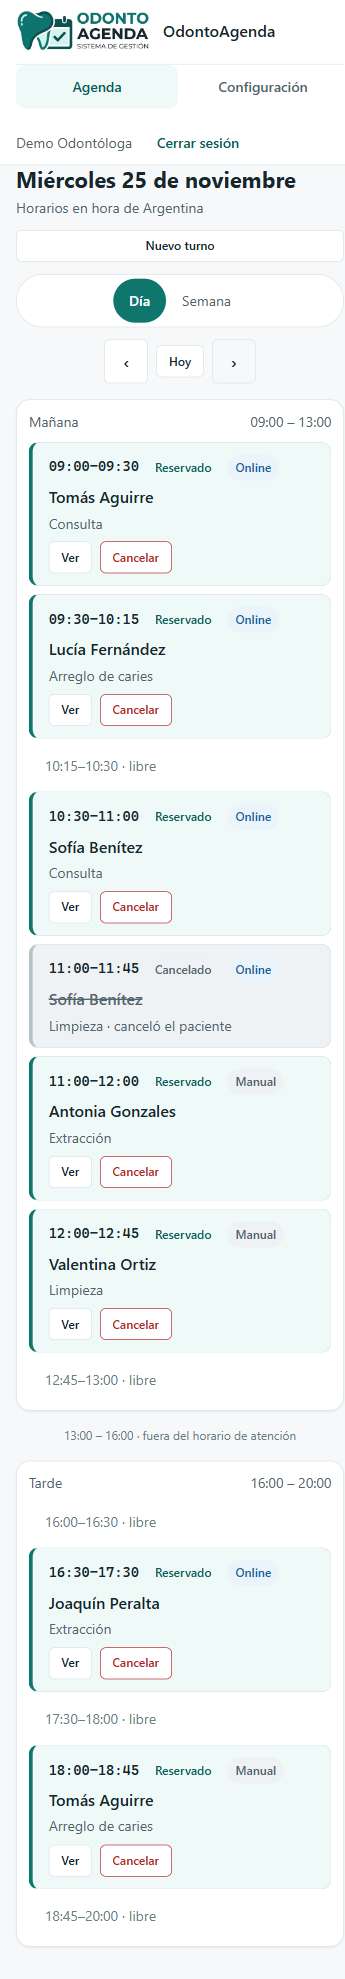 ODONTO
AGENDA
SISTEMA DE GESTIÓN
OdontoAgenda
Agenda Configuración
Demo Odontóloga Cerrar sesión
Miércoles 25 de noviembre
Horarios en hora de Argentina
Nuevo turno
Día Semana
‹ Hoy ›
Mañana 09:00 – 13:00
09:00–09:30 Reservado Online
Tomás Aguirre
Consulta
Ver Cancelar
09:30–10:15 Reservado Online
Lucía Fernández
Arreglo de caries
Ver Cancelar
10:15–10:30 · libre
10:30–11:00 Reservado Online
Sofía Benítez
Consulta
Ver Cancelar
11:00–11:45 Cancelado Online
Sofía Benítez
Limpieza · canceló el paciente
11:00–12:00 Reservado Manual
Antonia Gonzales
Extracción
Ver Cancelar
12:00–12:45 Reservado Manual
Valentina Ortiz
Limpieza
Ver Cancelar
12:45–13:00 · libre
13:00 – 16:00 · fuera del horario de atención
Tarde 16:00 – 20:00
16:00–16:30 · libre
16:30–17:30 Reservado Online
Joaquín Peralta
Extracción
Ver Cancelar
17:30–18:00 · libre
18:00–18:45 Reservado Manual
Tomás Aguirre
Arreglo de caries
Ver Cancelar
18:45–20:00 · libre